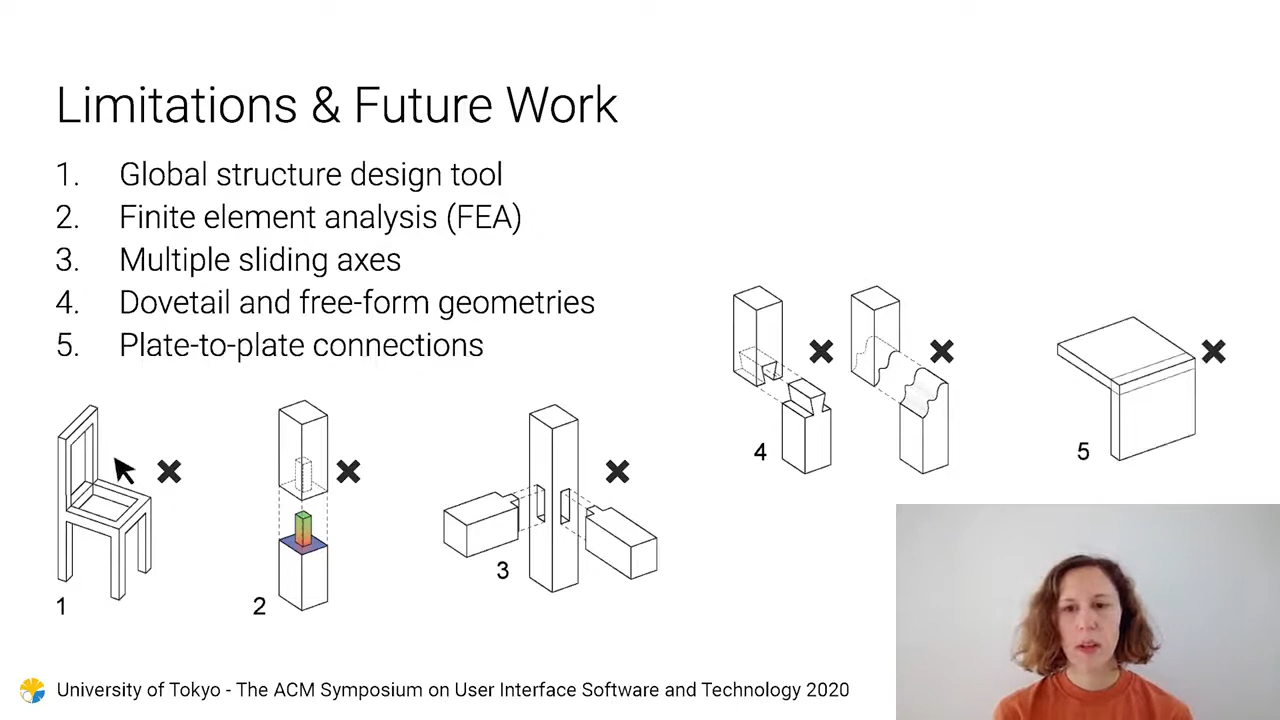 Limitations & Future Work
1. Global structure design tool
2. Finite element analysis (FEA)
3. Multiple sliding axes
4. Dovetail and free-form geometries
5. Plate-to-plate connections
1
2
3
4
5
University of Tokyo - The ACM Symposium on User Interface Software and Technology 2020